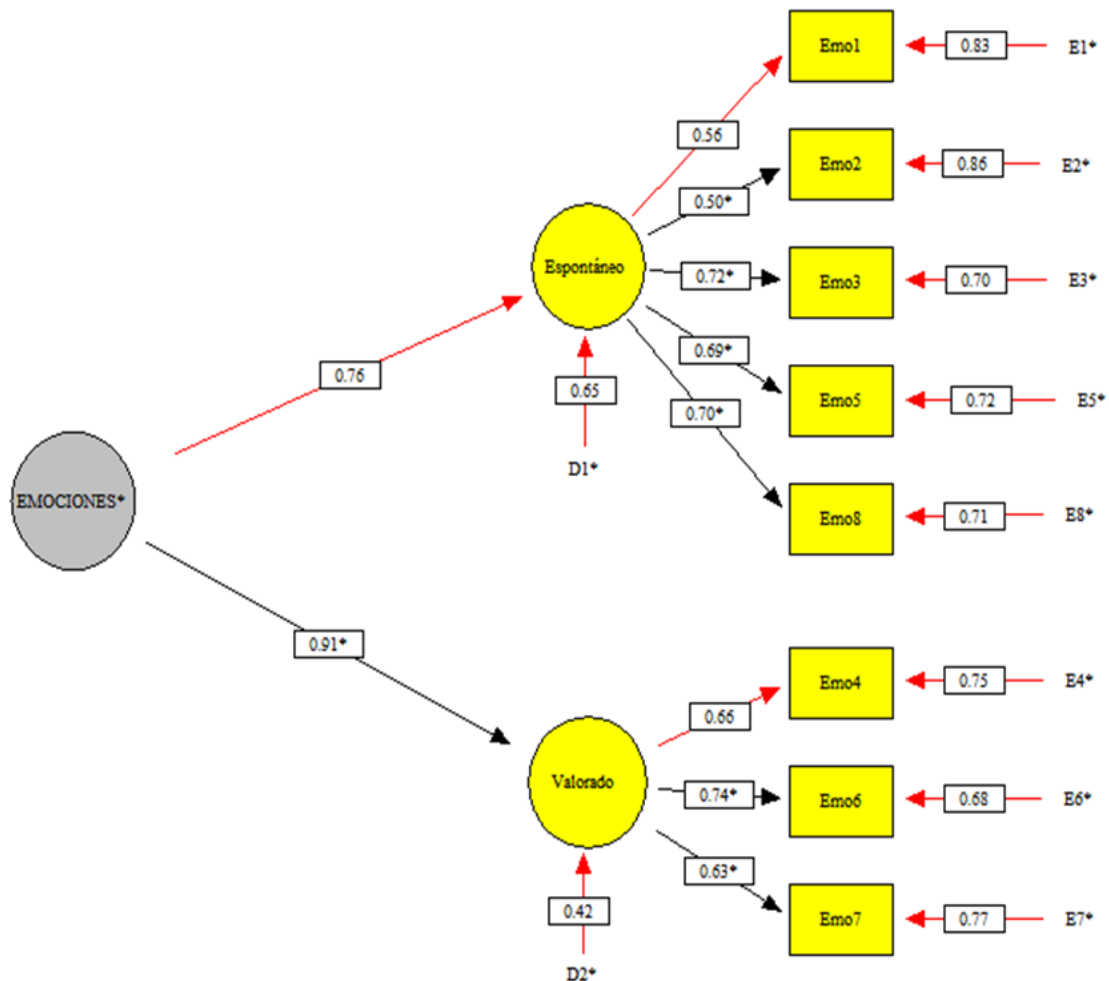 Emo1
0.83
E1*
0.56
Emo2
0.86
E2*
0.50*
Espontáneo
0.72*
Emo3
0.70
E3*
0.69*
0.76
0.65
Emo5
0.72
E5*
0.70*
D1*
EMOCIONES*
Emo8
0.71
E8*
0.91*
Emo4
0.75
E4*
0.66
Valorado
0.74*
Emo6
0.68
E6*
0.63*
0.42
Emo7
0.77
E7*
D2*